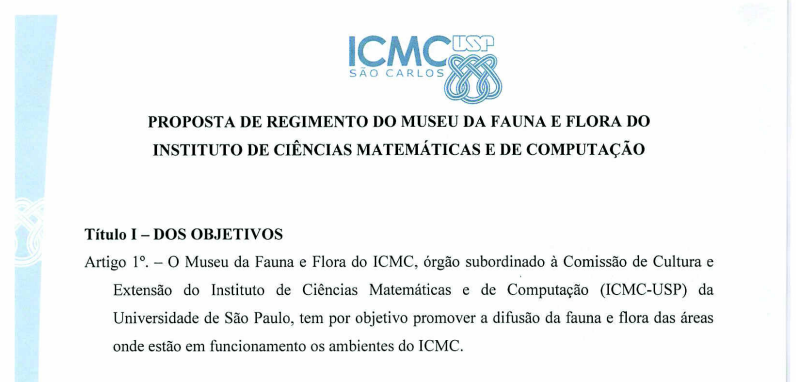 ICMC USP
SÃO CARLOS
PROPOSTA DE REGIMENTO DO MUSEU DA FAUNA E FLORA DO
INSTITUTO DE CIÊNCIAS MATEMÁTICAS E DE COMPUTAÇÃO
Título I – DOS OBJETIVOS
Artigo 1º. – O Museu da Fauna e Flora do ICMC, órgão subordinado à Comissão de Cultura e
Extensão do Instituto de Ciências Matemáticas e de Computação (ICMC-USP) da
Universidade de São Paulo, tem por objetivo promover a difusão da fauna e flora das áreas
onde estão em funcionamento os ambientes do ICMC.